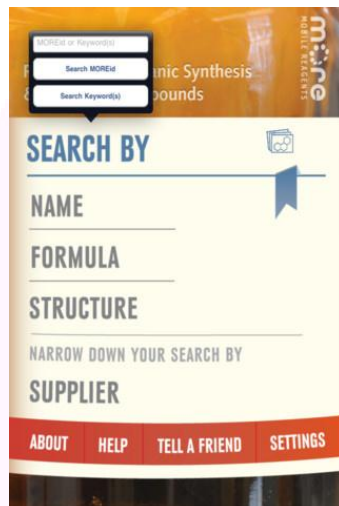 MOREid or Keyword(s)
Search MOREid
Search Keyword(s)
anic Synthesis
pounds
more
MOBILE REAGENTS
SEARCH BY
NAME
FORMULA
STRUCTURE
NARROW DOWN YOUR SEARCH BY
SUPPLIER
ABOUT HELP TELL A FRIEND SETTINGS